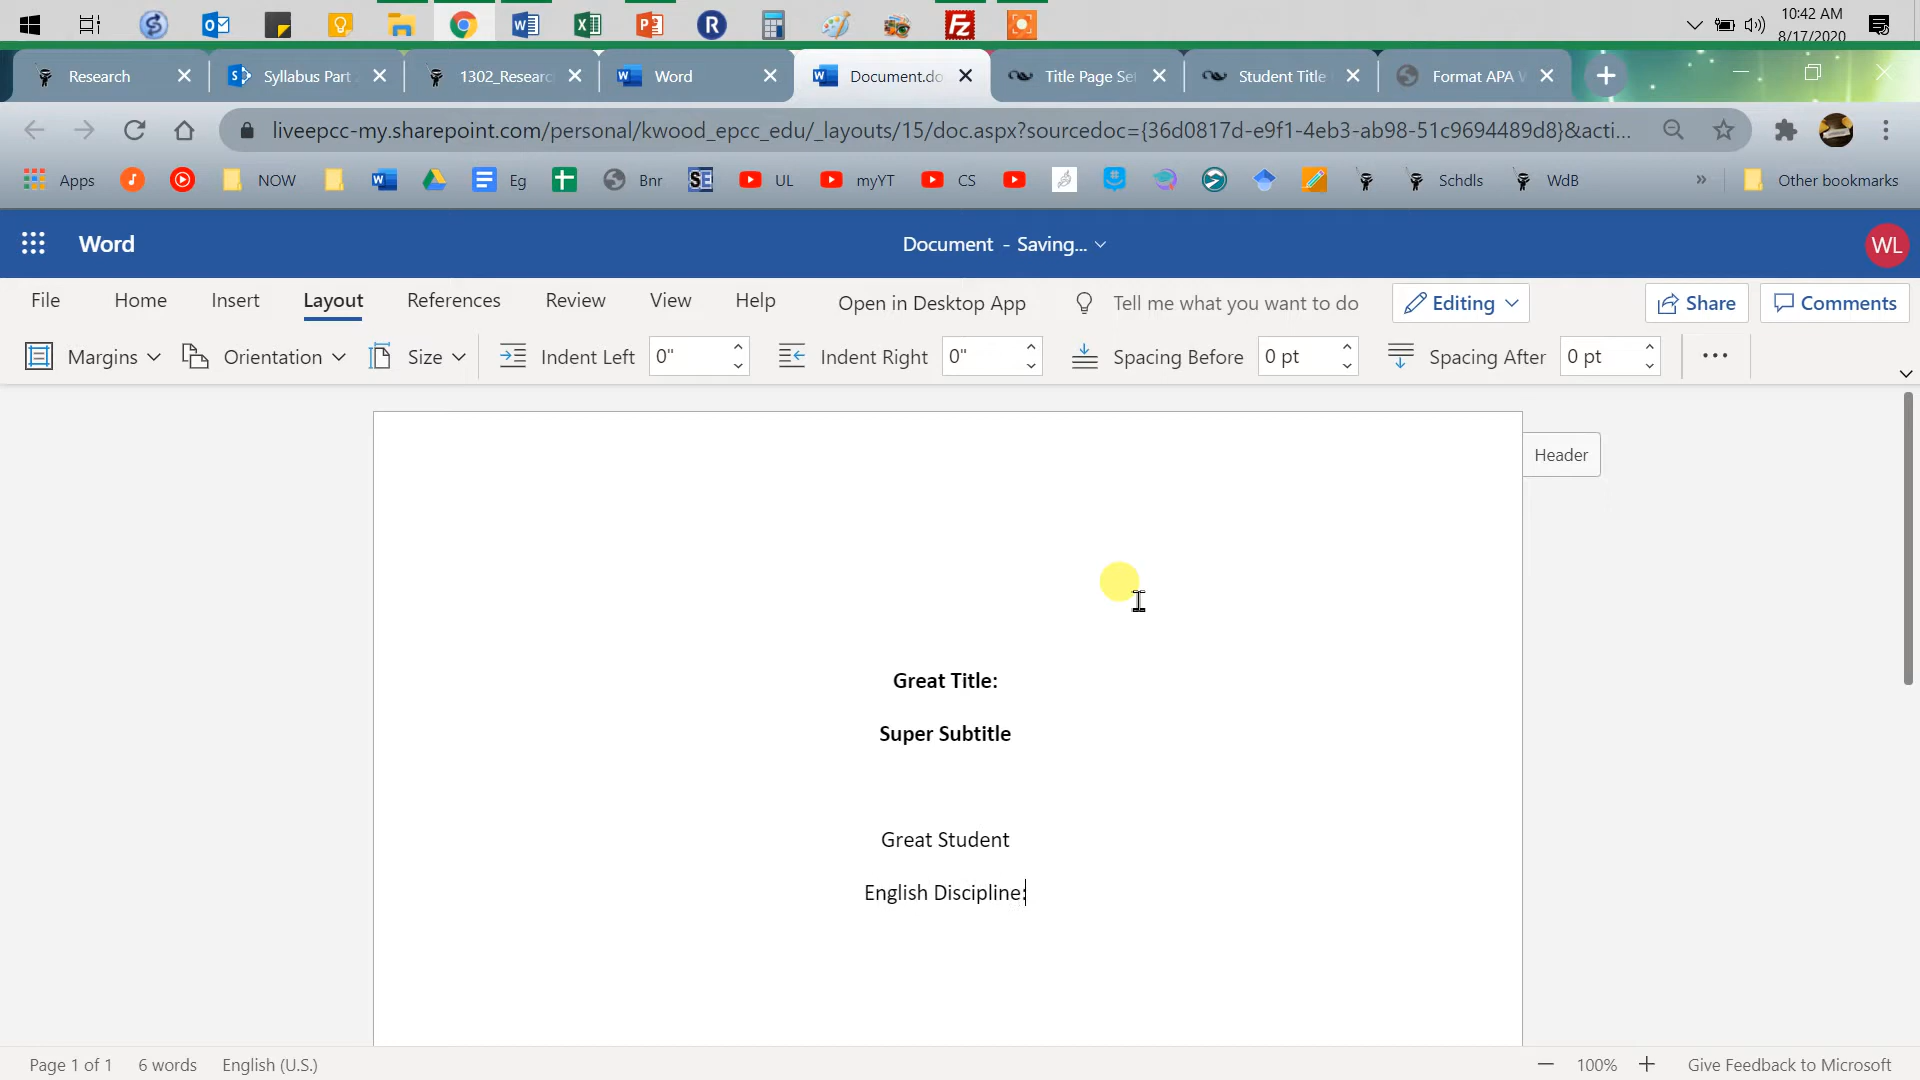 10:42 AM
8/17/2020
Research
Syllabus Part
1302_Researc
Word
Document.do
Title Page Se
Student Title
Format APA V
liveepcc-my.sharepoint.com/personal/kwood_epcc_edu/_layouts/15/doc.aspx?sourcedoc={36d0817d-e9f1-4eb3-ab98-51c9694489d8}&acti...
Apps NOW Eg Bnr SE UL myYT CS Schdls WdB » Other bookmarks
Word Document - Saving... WL
File Home Insert Layout References Review View Help Open in Desktop App Tell me what you want to do Editing Share Comments
Margins Orientation Size Indent Left 0" Indent Right 0" Spacing Before 0 pt Spacing After 0 pt ...
Header
Great Title:
Super Subtitle
Great Student
English Discipline:
Page 1 of 1 6 words English (U.S.) 100% Give Feedback to Microsoft